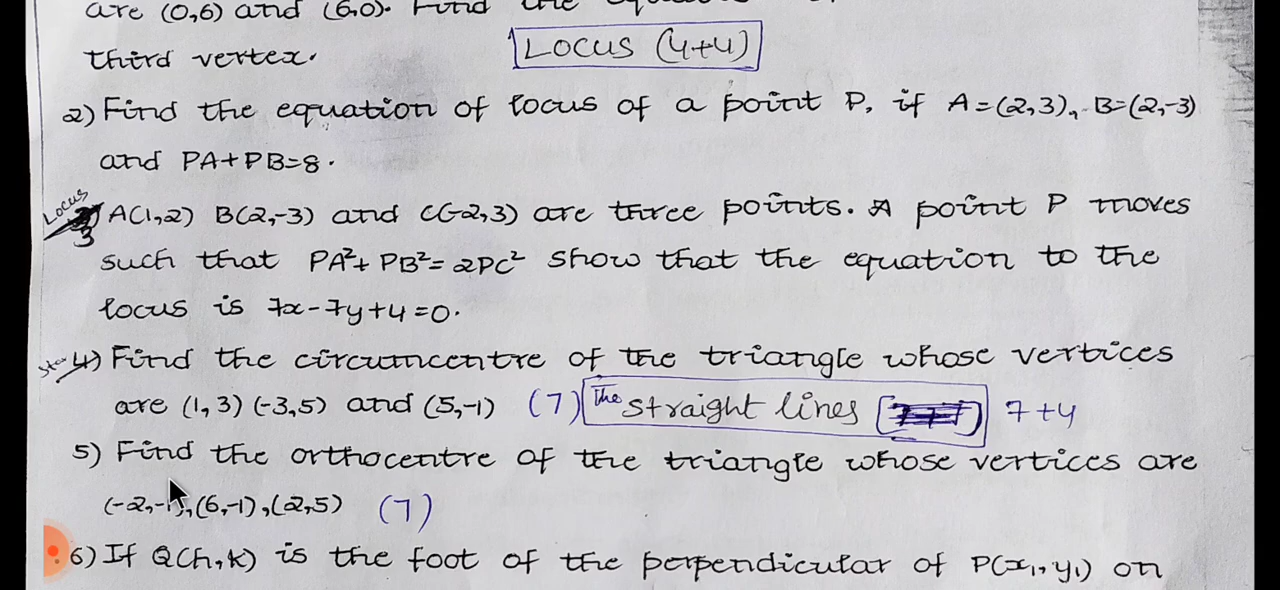 are (0,6) and (6,0). Find the
third vertex.
LOCUS (4+4)
2) Find the equation of locus of a point P, if A=(2,3), B=(2,-3)
and PA+PB=8.
Locus
3 A(1,2) B(2,-3) and C(-2,3) are three points. A point P moves
such that PA²+ PB²= 2PC² show that the equation to the
locus is 7x-7y+4=0.
4) Find the circumcentre of the triangle whose vertices
are (1,3) (-3,5) and (5,-1) (7) The straight lines 7+4
5) Find the orthocentre of the triangle whose vertices are
(-2,-1),(6,-1),(2,5) (7)
6) If Q(h,k) is the foot of the perpendicular of P(x₁,y₁) on